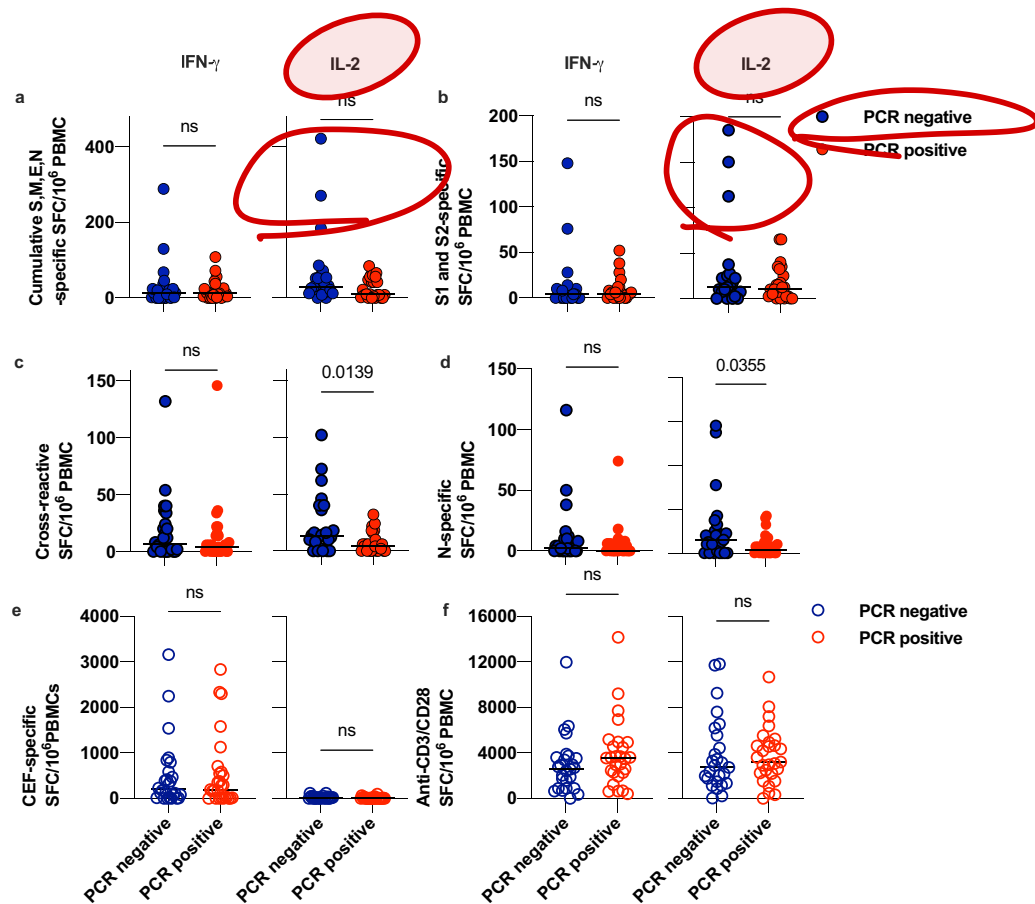 IFN-γ
IL-2
IFN-γ
IL-2
a
ns
ns
b
ns
ns
PCR negative
PCR positive
Cumulative S,M,E,N
-specific SFC/10⁶ PBMC
400
200
0
S1 and S2-specific
SFC/10⁶ PBMC
200
150
100
50
0
c
ns
0.0139
d
ns
0.0355
Cross-reactive
SFC/10⁶ PBMC
150
100
50
0
N-specific
SFC/10⁶ PBMC
150
100
50
0
e
ns
ns
f
ns
ns
PCR negative
PCR positive
CEF-specific
SFC/10⁶PBMCs
4000
3000
2000
1000
0
Anti-CD3/CD28
SFC/10⁶ PBMC
16000
12000
8000
4000
0
PCR negative
PCR positive
PCR negative
PCR positive
PCR negative
PCR positive
PCR negative
PCR positive